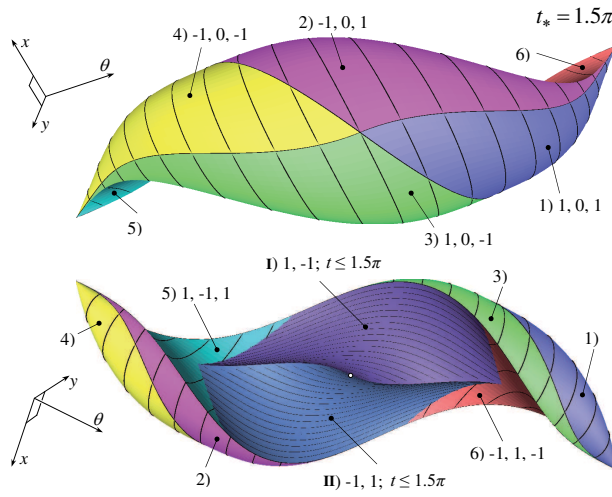 t* = 1.5π
x
θ
y
4) -1, 0, -1
2) -1, 0, 1
6)
5)
3) 1, 0, -1
1) 1, 0, 1
I) 1, -1; t ≤ 1.5π
5) 1, -1, 1
3)
4)
1)
y
θ
x
2)
II) -1, 1; t ≤ 1.5π
6) -1, 1, -1